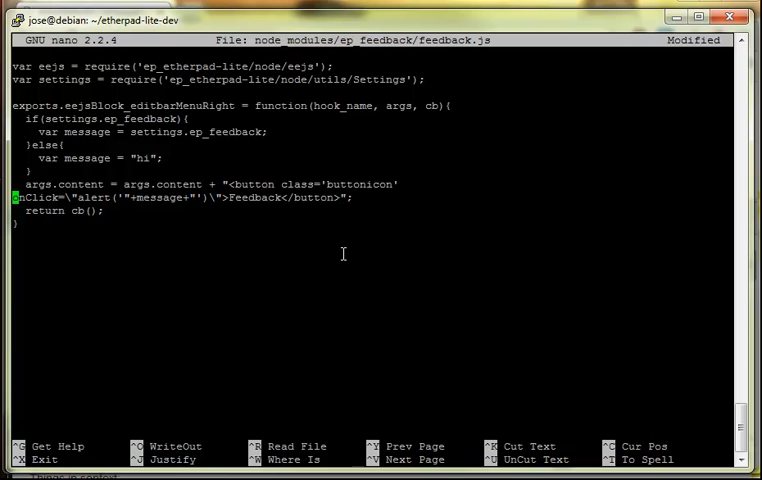 jose@debian: ~/etherpad-lite-dev
GNU nano 2.2.4 File: node_modules/ep_feedback/feedback.js Modified
var eejs = require('ep_etherpad-lite/node/eejs');
var settings = require('ep_etherpad-lite/node/utils/Settings');
exports.eejsBlock_editbarMenuRight = function(hook_name, args, cb){
if(settings.ep_feedback){
var message = settings.ep_feedback;
}else{
var message = "hi";
}
args.content = args.content + "<button class='buttonicon'
onClick=\"alert('"+message+"')\">Feedback</button>";
return cb();
}
^G Get Help ^O WriteOut ^R Read File ^Y Prev Page ^K Cut Text ^C Cur Pos
^X Exit ^J Justify ^W Where Is ^V Next Page ^U UnCut Text ^T To Spell
Things in context